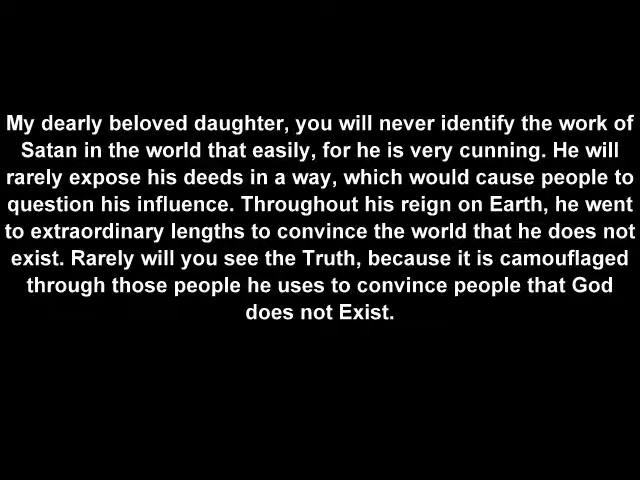 My dearly beloved daughter, you will never identify the work of
Satan in the world that easily, for he is very cunning. He will
rarely expose his deeds in a way, which would cause people to
question his influence. Throughout his reign on Earth, he went
to extraordinary lengths to convince the world that he does not
exist. Rarely will you see the Truth, because it is camouflaged
through those people he uses to convince people that God
does not Exist.